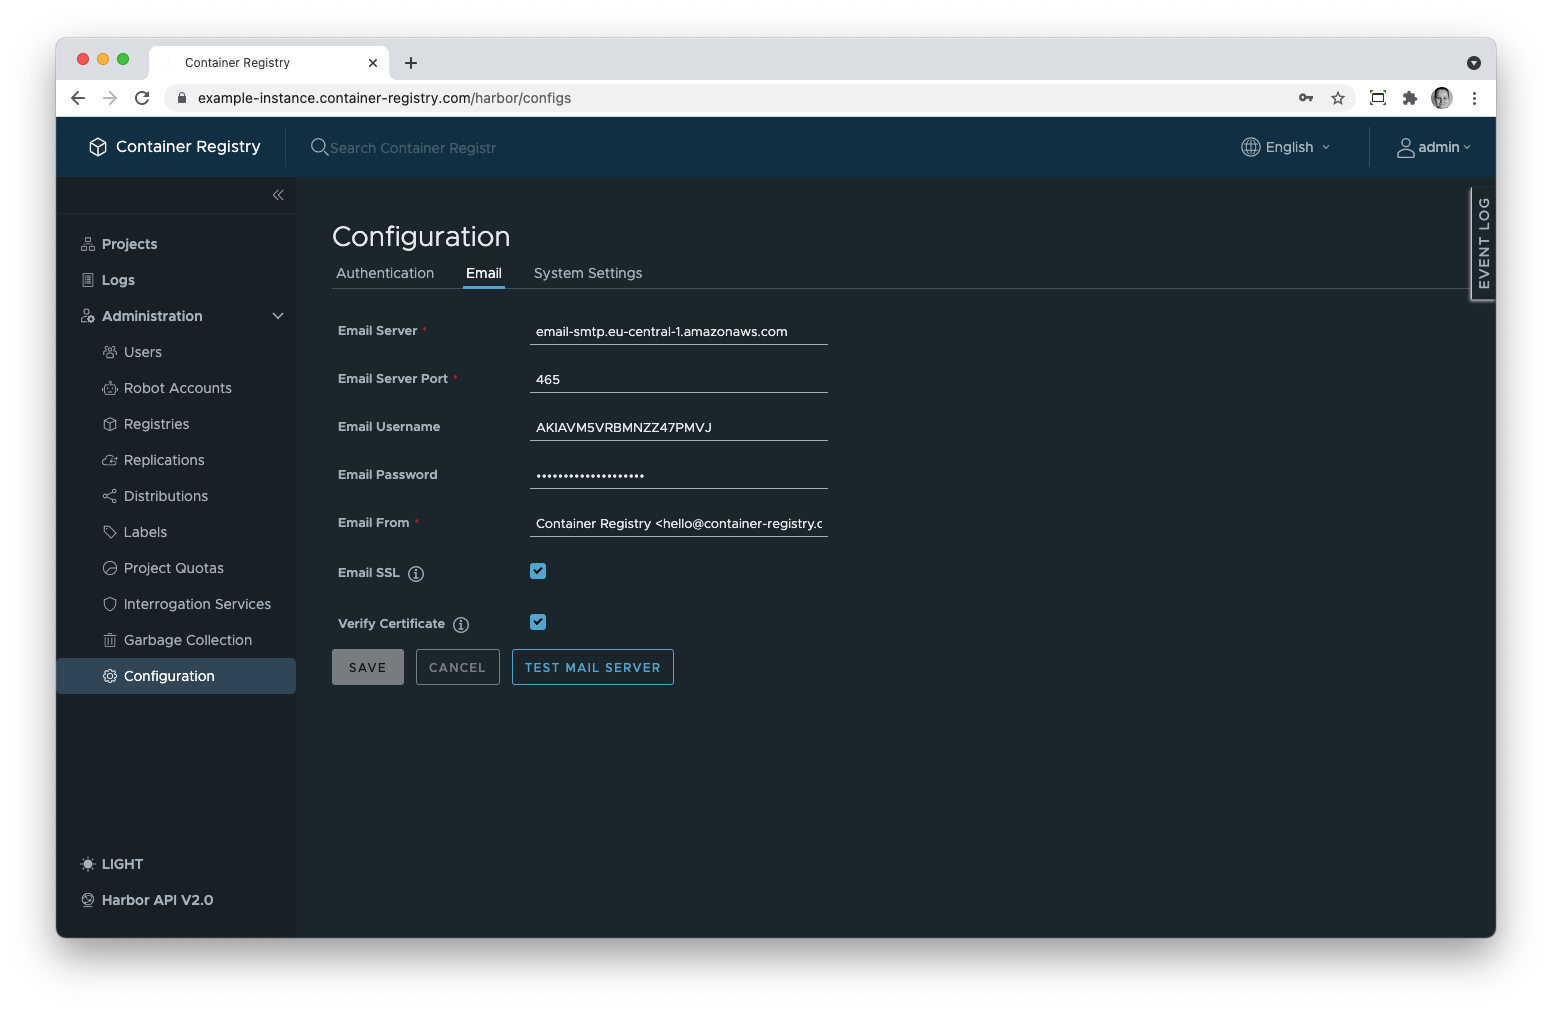 Container Registry
example-instance.container-registry.com/harbor/configs
Container Registry
Search Container Registr
English
admin
EVENT LOG
Projects
Logs
Administration
Users
Robot Accounts
Registries
Replications
Distributions
Labels
Project Quotas
Interrogation Services
Garbage Collection
Configuration
LIGHT
Harbor API V2.0
Configuration
Authentication Email System Settings
Email Server * email-smtp.eu-central-1.amazonaws.com
Email Server Port * 465
Email Username AKIAVM5VRBMNZZ47PMVJ
Email Password ••••••••••••••••••••
Email From * Container Registry <hello@container-registry.c
Email SSL
Verify Certificate
SAVE CANCEL TEST MAIL SERVER